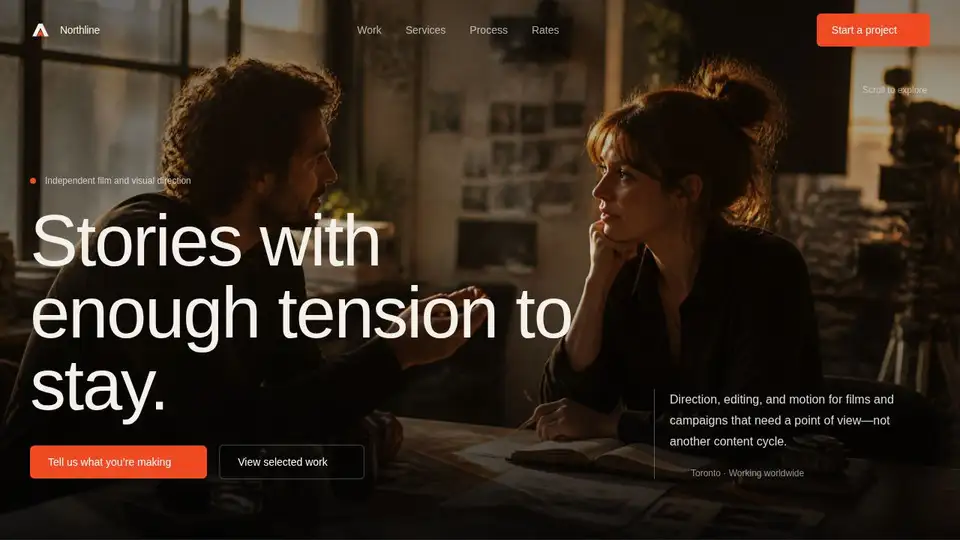 Northline
Work
Services
Process
Rates
Start a project
Scroll to explore
Independent film and visual direction
Stories with
enough tension to
stay.
Tell us what you're making
View selected work
Direction, editing, and motion for films and
campaigns that need a point of view—not
another content cycle.
Toronto · Working worldwide